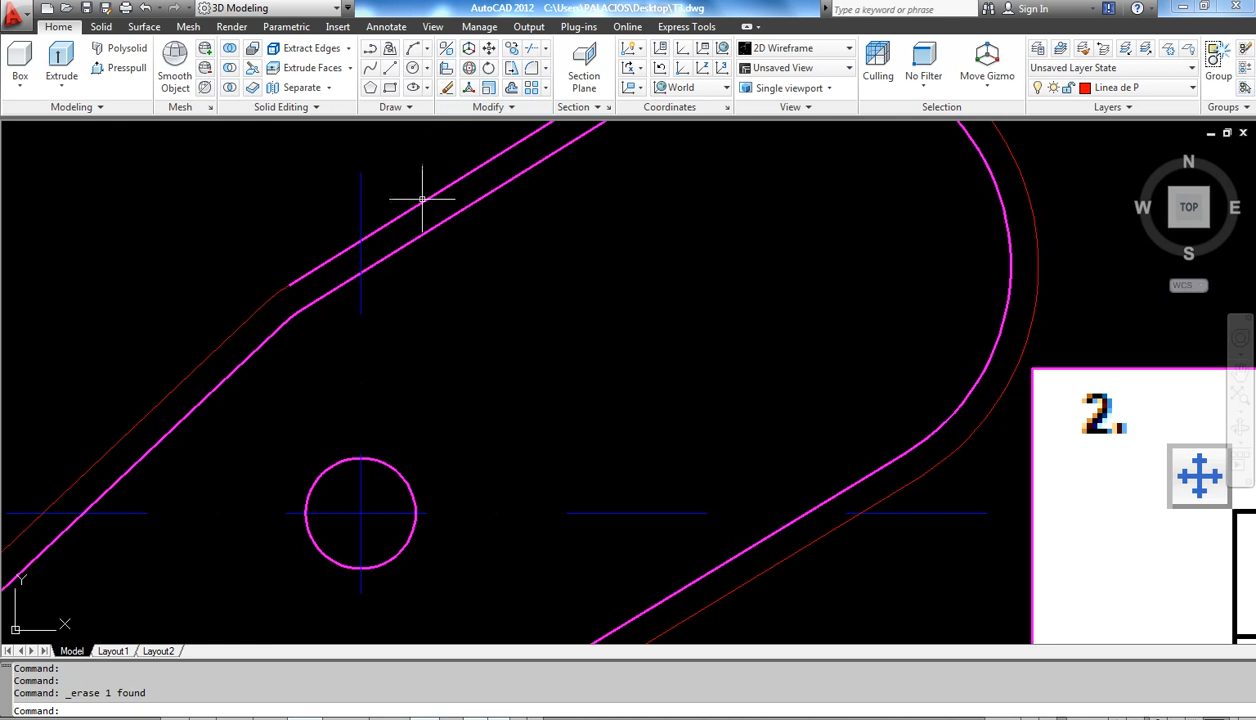 3D Modeling
AutoCAD 2012 C:\Users\PALACIOS\Desktop\T3.dwg
Type a keyword or phrase
Sign In
Home Solid Surface Mesh Render Parametric Insert Annotate View Manage Plug-ins Online Express Tools
Box
Extrude
Polysolid
Presspull
Modeling
Smooth Object
Mesh
Extract Edges
Extrude Faces
Separate
Solid Editing
Draw
Modify
Section Plane
Section
World
Coordinates
2D Wireframe
Unsaved View
Single viewport
View
Culling
No Filter
Move Gizmo
Selection
Unsaved Layer State
Linea de P
Layers
Group
Groups
N
W TOP E
S
WCS
2.
Y
X
Model Layout1 Layout2
Command:
Command:
Command: _erase 1 found
Command: